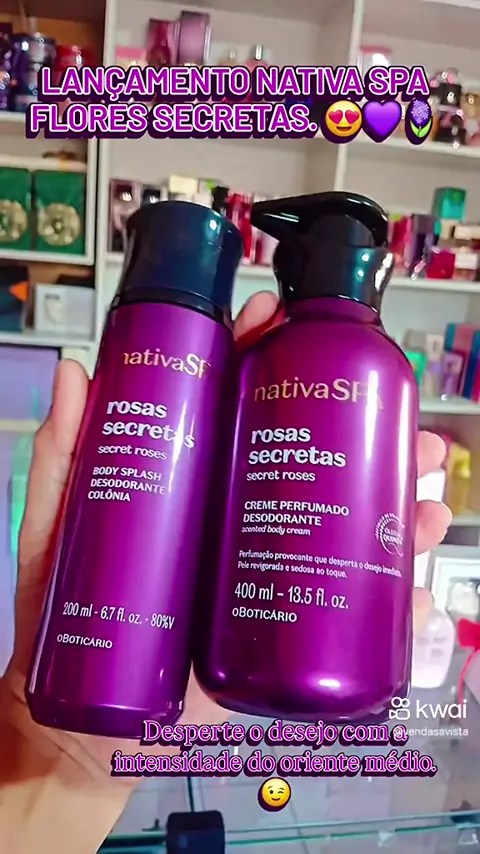 LANÇAMENTO NATIVA SPA
FLORES SECRETAS. 😍💜🪻
nativaSP
rosas
secretas
secret roses
BODY SPLASH
DESODORANTE
COLÔNIA
200 ml - 6.7 fl. oz. - 80%V
oBOTICÁRIO
nativaSPA
rosas
secretas
secret roses
CREME PERFUMADO
DESODORANTE
scented body cream
Perfumação provocante que desperta o desejo imediato.
Pele revigorada e sedosa ao toque.
400 ml - 13.5 fl. oz.
oBOTICÁRIO
kwai
@vendasavista
Desperte o desejo com a
intensidade do oriente médio.
😉